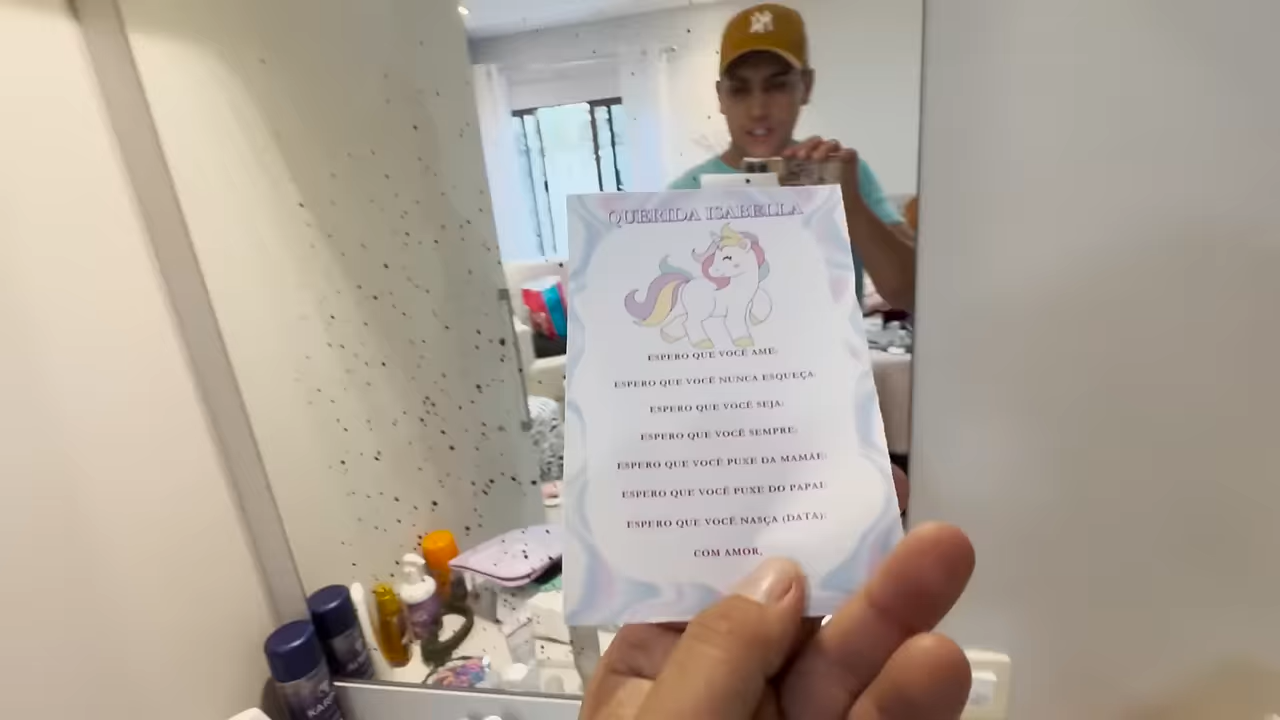 QUERIDA ISABELLA
ESPERO QUE VOCÊ AME:
ESPERO QUE VOCÊ NUNCA ESQUEÇA:
ESPERO QUE VOCÊ SEJA:
ESPERO QUE VOCÊ SEMPRE:
ESPERO QUE VOCÊ PUXE DA MAMÃE:
ESPERO QUE VOCÊ PUXE DO PAPAI:
ESPERO QUE VOCÊ NASÇA (DATA):
COM AMOR,